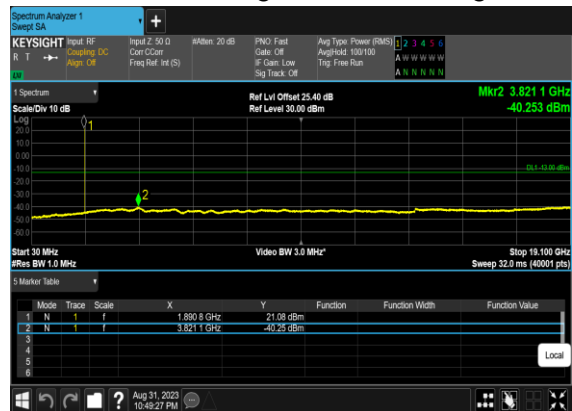 Spectrum Analyzer 1
Swept SA
+
KEYSIGHT Input: RF Input Z: 50 Ω #Atten: 20 dB PNO: Fast Avg Type: Power (RMS) 1 2 3 4 5 6
R T Coupling: DC Corr CCorr Gate: Off Avg|Hold: 100/100 A W W W W W
Align: Off Freq Ref: Int (S) IF Gain: Low Trig: Free Run
Sig Track: Off A N N N N N
LW
1 Spectrum Ref Lvl Offset 25.40 dB Mkr2 3.821 1 GHz
Scale/Div 10 dB Ref Level 30.00 dBm -40.253 dBm
Log
20.0
10.0
0.00
-10.0
-20.0
-30.0
-40.0
-50.0
-60.0
1
2
DL1 -13.00 dBm
Start 30 MHz Video BW 3.0 MHz* Stop 19.100 GHz
#Res BW 1.0 MHz Sweep 32.0 ms (40001 pts)
5 Marker Table
Mode Trace Scale X Y Function Function Width Function Value
1 N 1 f 1.890 8 GHz 21.08 dBm
2 N 1 f 3.821 1 GHz -40.25 dBm
3
4
5
6
Local
? Aug 31, 2023
10:49:27 PM